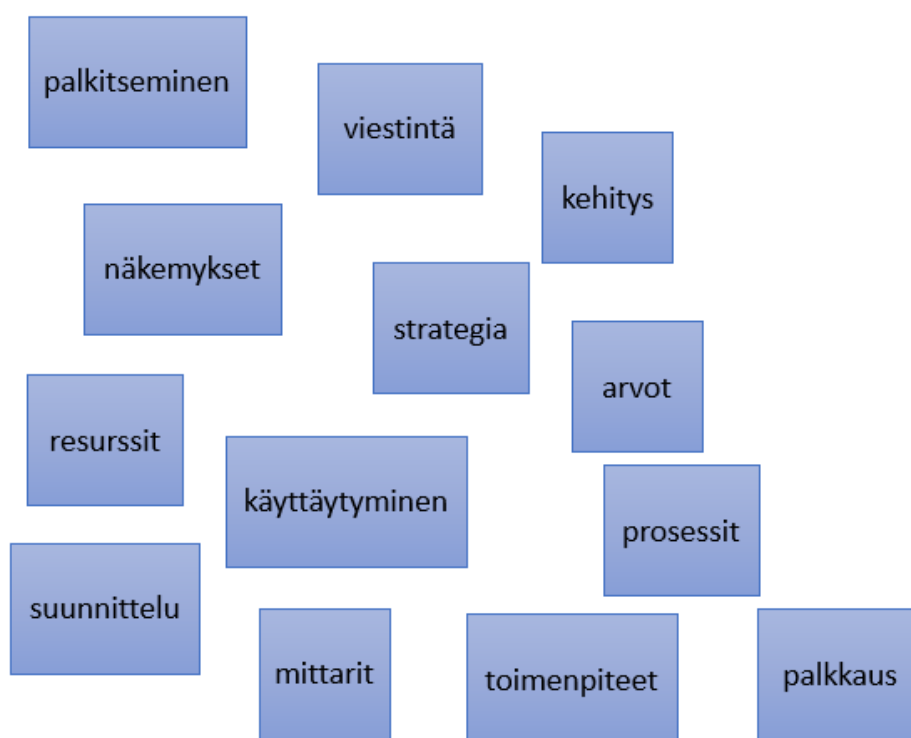 palkitseminen
viestintä
kehitys
näkemykset
strategia
arvot
resurssit
käyttäytyminen
prosessit
suunnittelu
mittarit
toimenpiteet
palkkaus